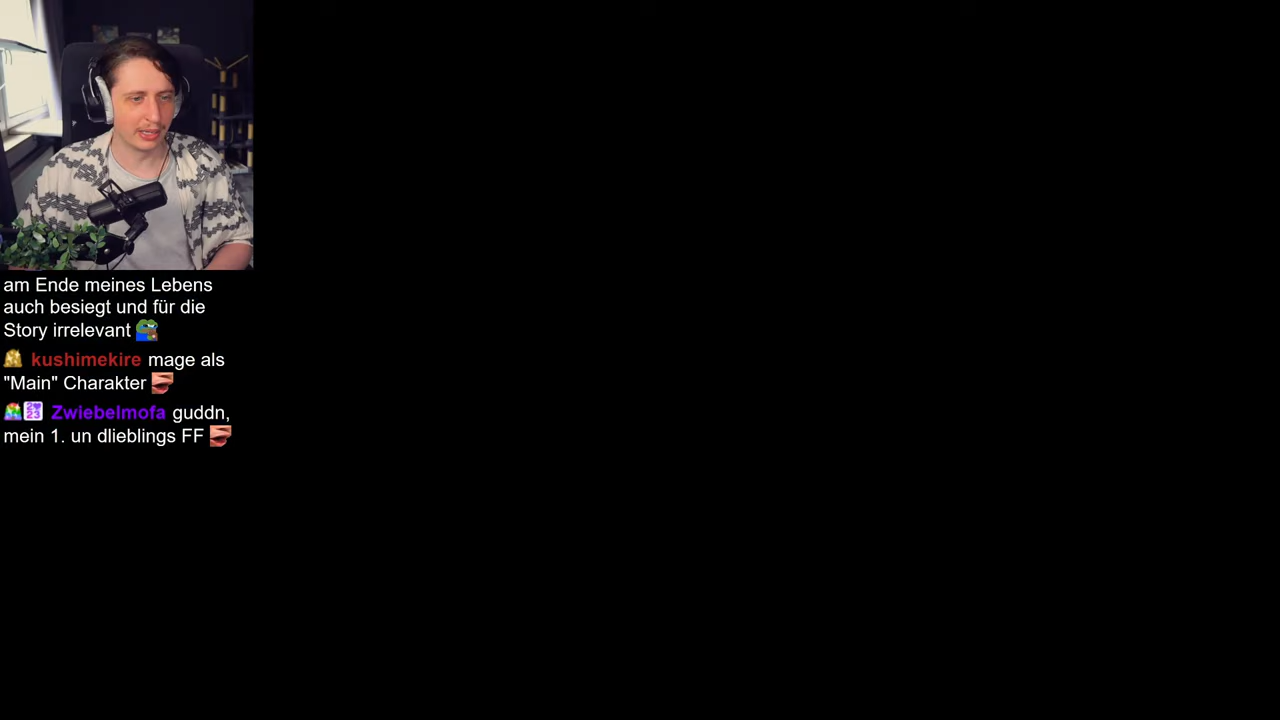 am Ende meines Lebens
auch besiegt und für die
Story irrelevant
kushimekire mage als
"Main" Charakter
Zwiebelmofa guddn,
mein 1. un dlieblings FF